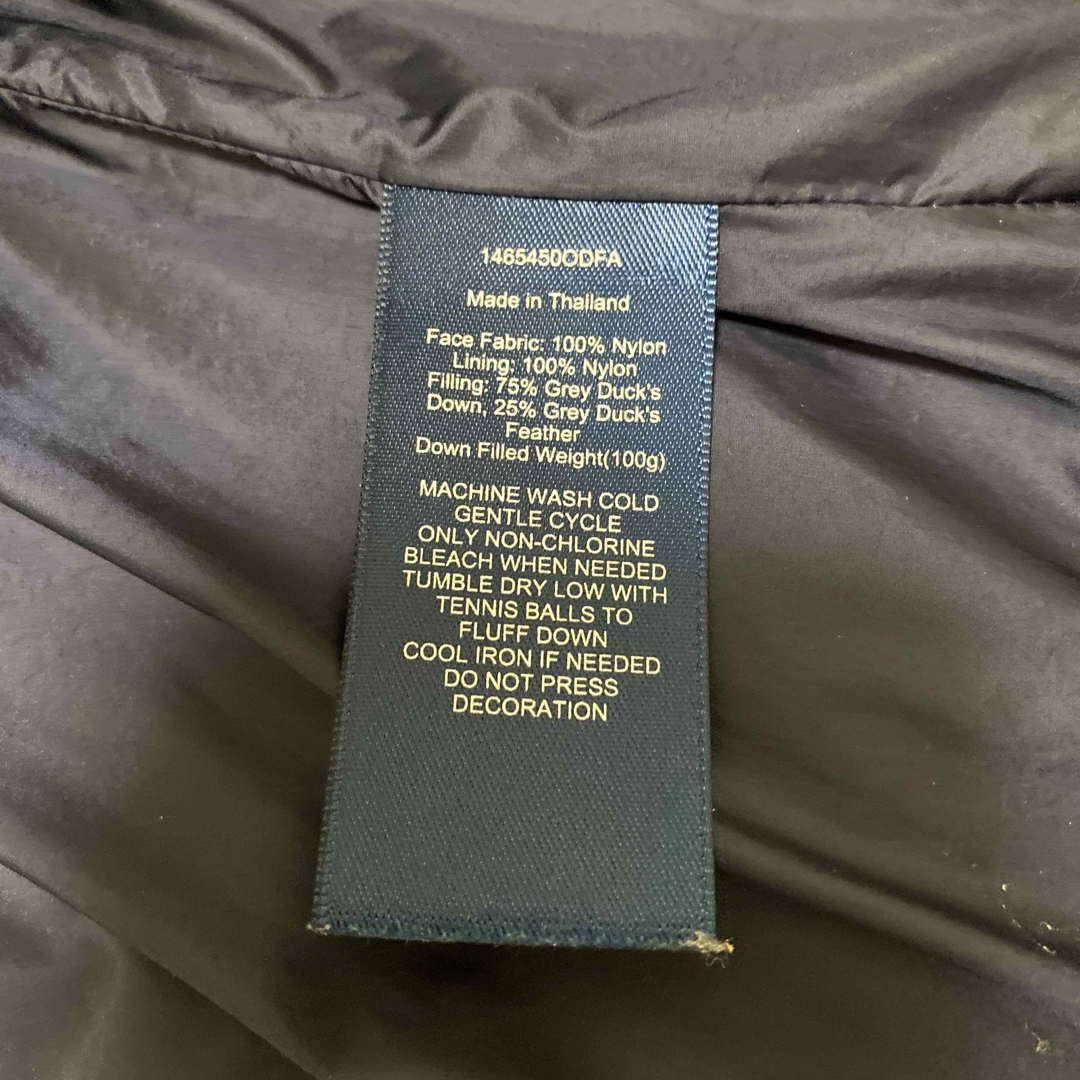 1465450ODFA
Made in Thailand
Face Fabric: 100% Nylon
Lining: 100% Nylon
Filling: 75% Grey Duck's
Down, 25% Grey Duck's
Feather
Down Filled Weight(100g)
MACHINE WASH COLD
GENTLE CYCLE
ONLY NON-CHLORINE
BLEACH WHEN NEEDED
TUMBLE DRY LOW WITH
TENNIS BALLS TO
FLUFF DOWN
COOL IRON IF NEEDED
DO NOT PRESS
DECORATION